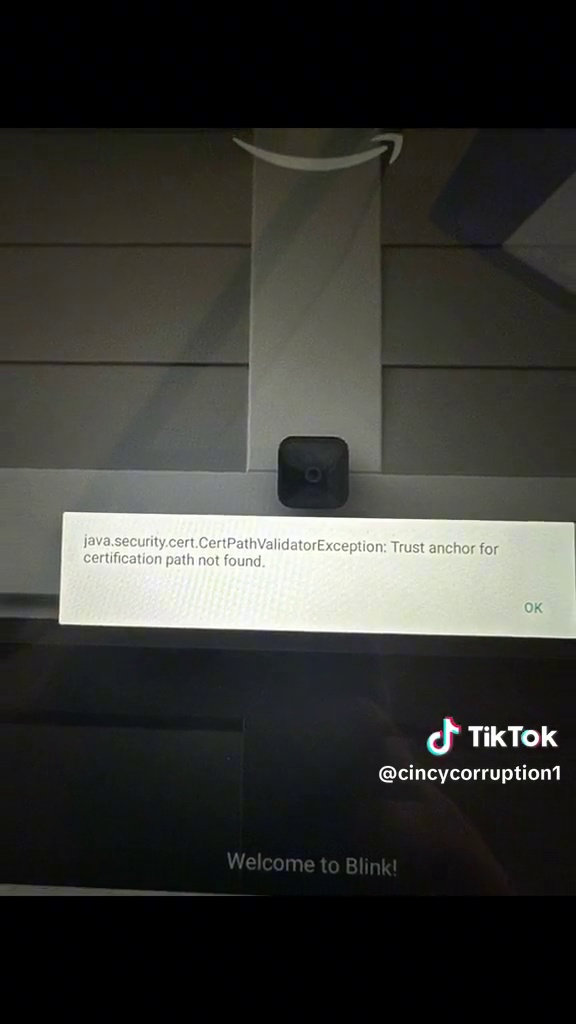 java.security.cert.CertPathValidatorException: Trust anchor for
certification path not found.
OK
TikTok
@cincycorruption1
Welcome to Blink!